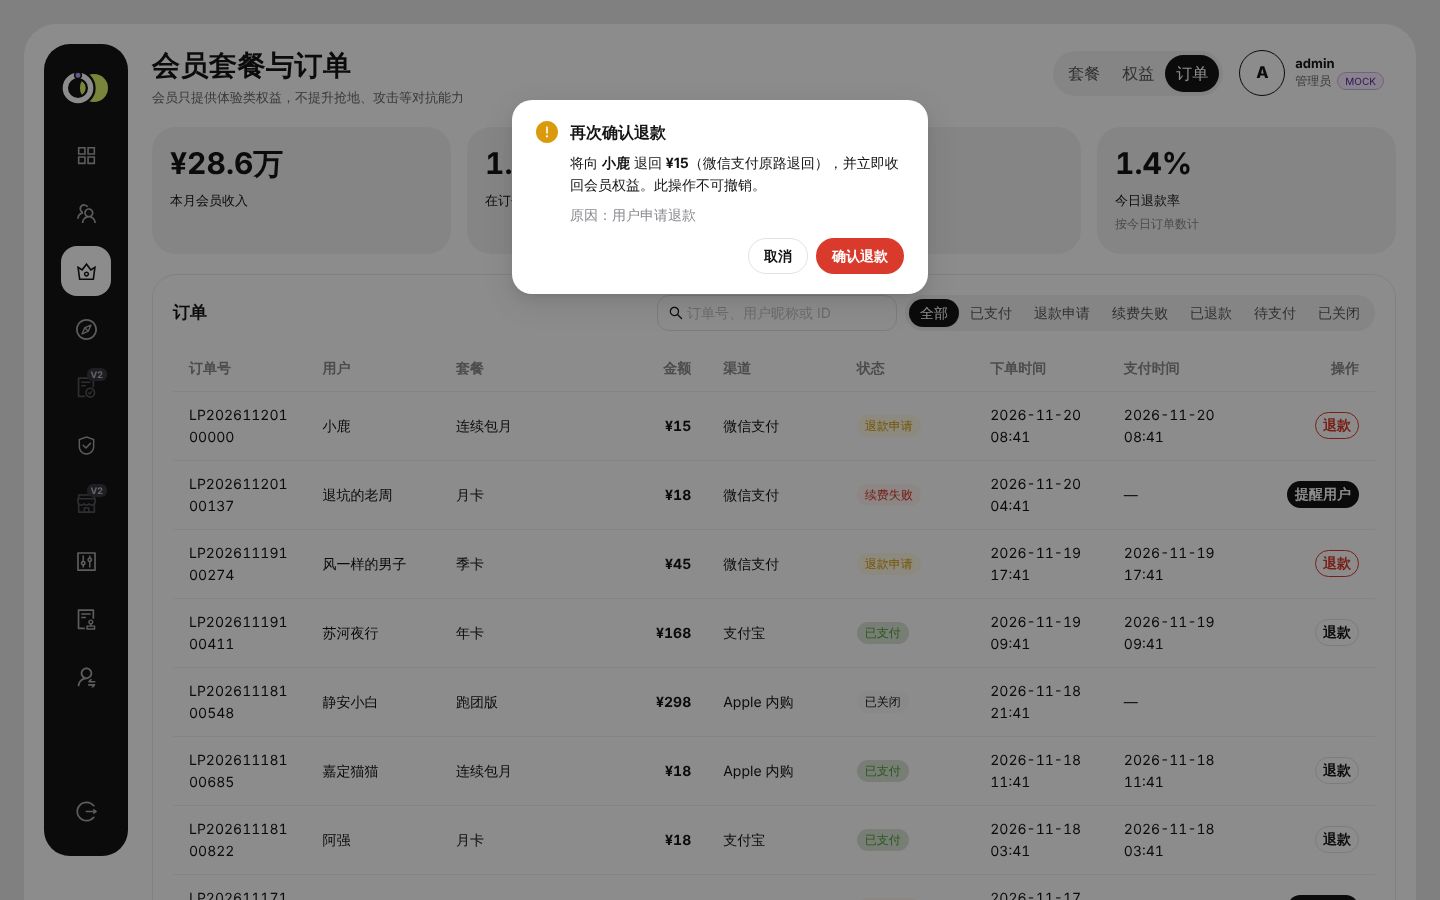 会员套餐与订单
会员只提供体验类权益，不提升抢地、攻击等对抗能力
套餐 权益 订单
A
admin
管理员 MOCK
V2
V2
¥28.6万
本月会员收入
1.
在订
1.4%
今日退款率
按今日订单数计
再次确认退款
将向 小鹿 退回 ¥15（微信支付原路退回），并立即收
回会员权益。此操作不可撤销。
原因：用户申请退款
取消 确认退款
订单
订单号、用户昵称或 ID
全部 已支付 退款申请 续费失败 已退款 待支付 已关闭
订单号 用户 套餐 金额 渠道 状态 下单时间 支付时间 操作
LP202611201
00000
小鹿 连续包月 ¥15 微信支付 退款申请
2026-11-20
08:41
2026-11-20
08:41
退款
LP202611201
00137
退坑的老周 月卡 ¥18 微信支付 续费失败
2026-11-20
04:41
—
提醒用户
LP202611191
00274
风一样的男子 季卡 ¥45 微信支付 退款申请
2026-11-19
17:41
2026-11-19
17:41
退款
LP202611191
00411
苏河夜行 年卡 ¥168 支付宝 已支付
2026-11-19
09:41
2026-11-19
09:41
退款
LP202611181
00548
静安小白 跑团版 ¥298 Apple 内购 已关闭
2026-11-18
21:41
—
LP202611181
00685
嘉定猫猫 连续包月 ¥18 Apple 内购 已支付
2026-11-18
11:41
2026-11-18
11:41
退款
LP202611181
00822
阿强 月卡 ¥18 支付宝 已支付
2026-11-18
03:41
2026-11-18
03:41
退款
LP202611171
2026-11-17